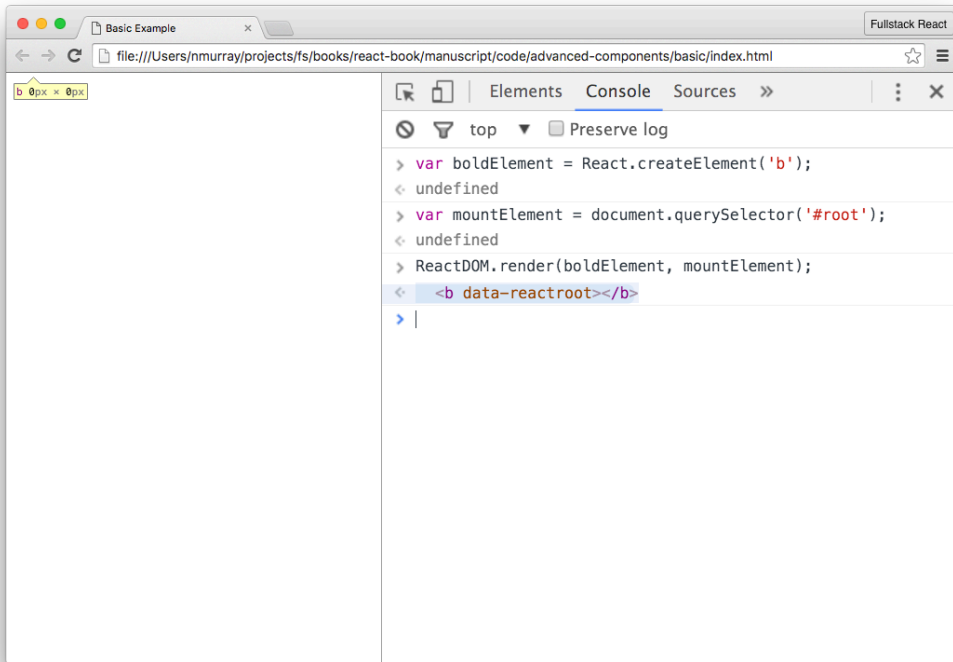 Basic Example
Fullstack React
file:///Users/nmurray/projects/fs/books/react-book/manuscript/code/advanced-components/basic/index.html
b 0px × 0px
Elements Console Sources »
top ▼ Preserve log
> var boldElement = React.createElement('b');
undefined
> var mountElement = document.querySelector('#root');
undefined
> ReactDOM.render(boldElement, mountElement);
<b data-reactroot></b>
>